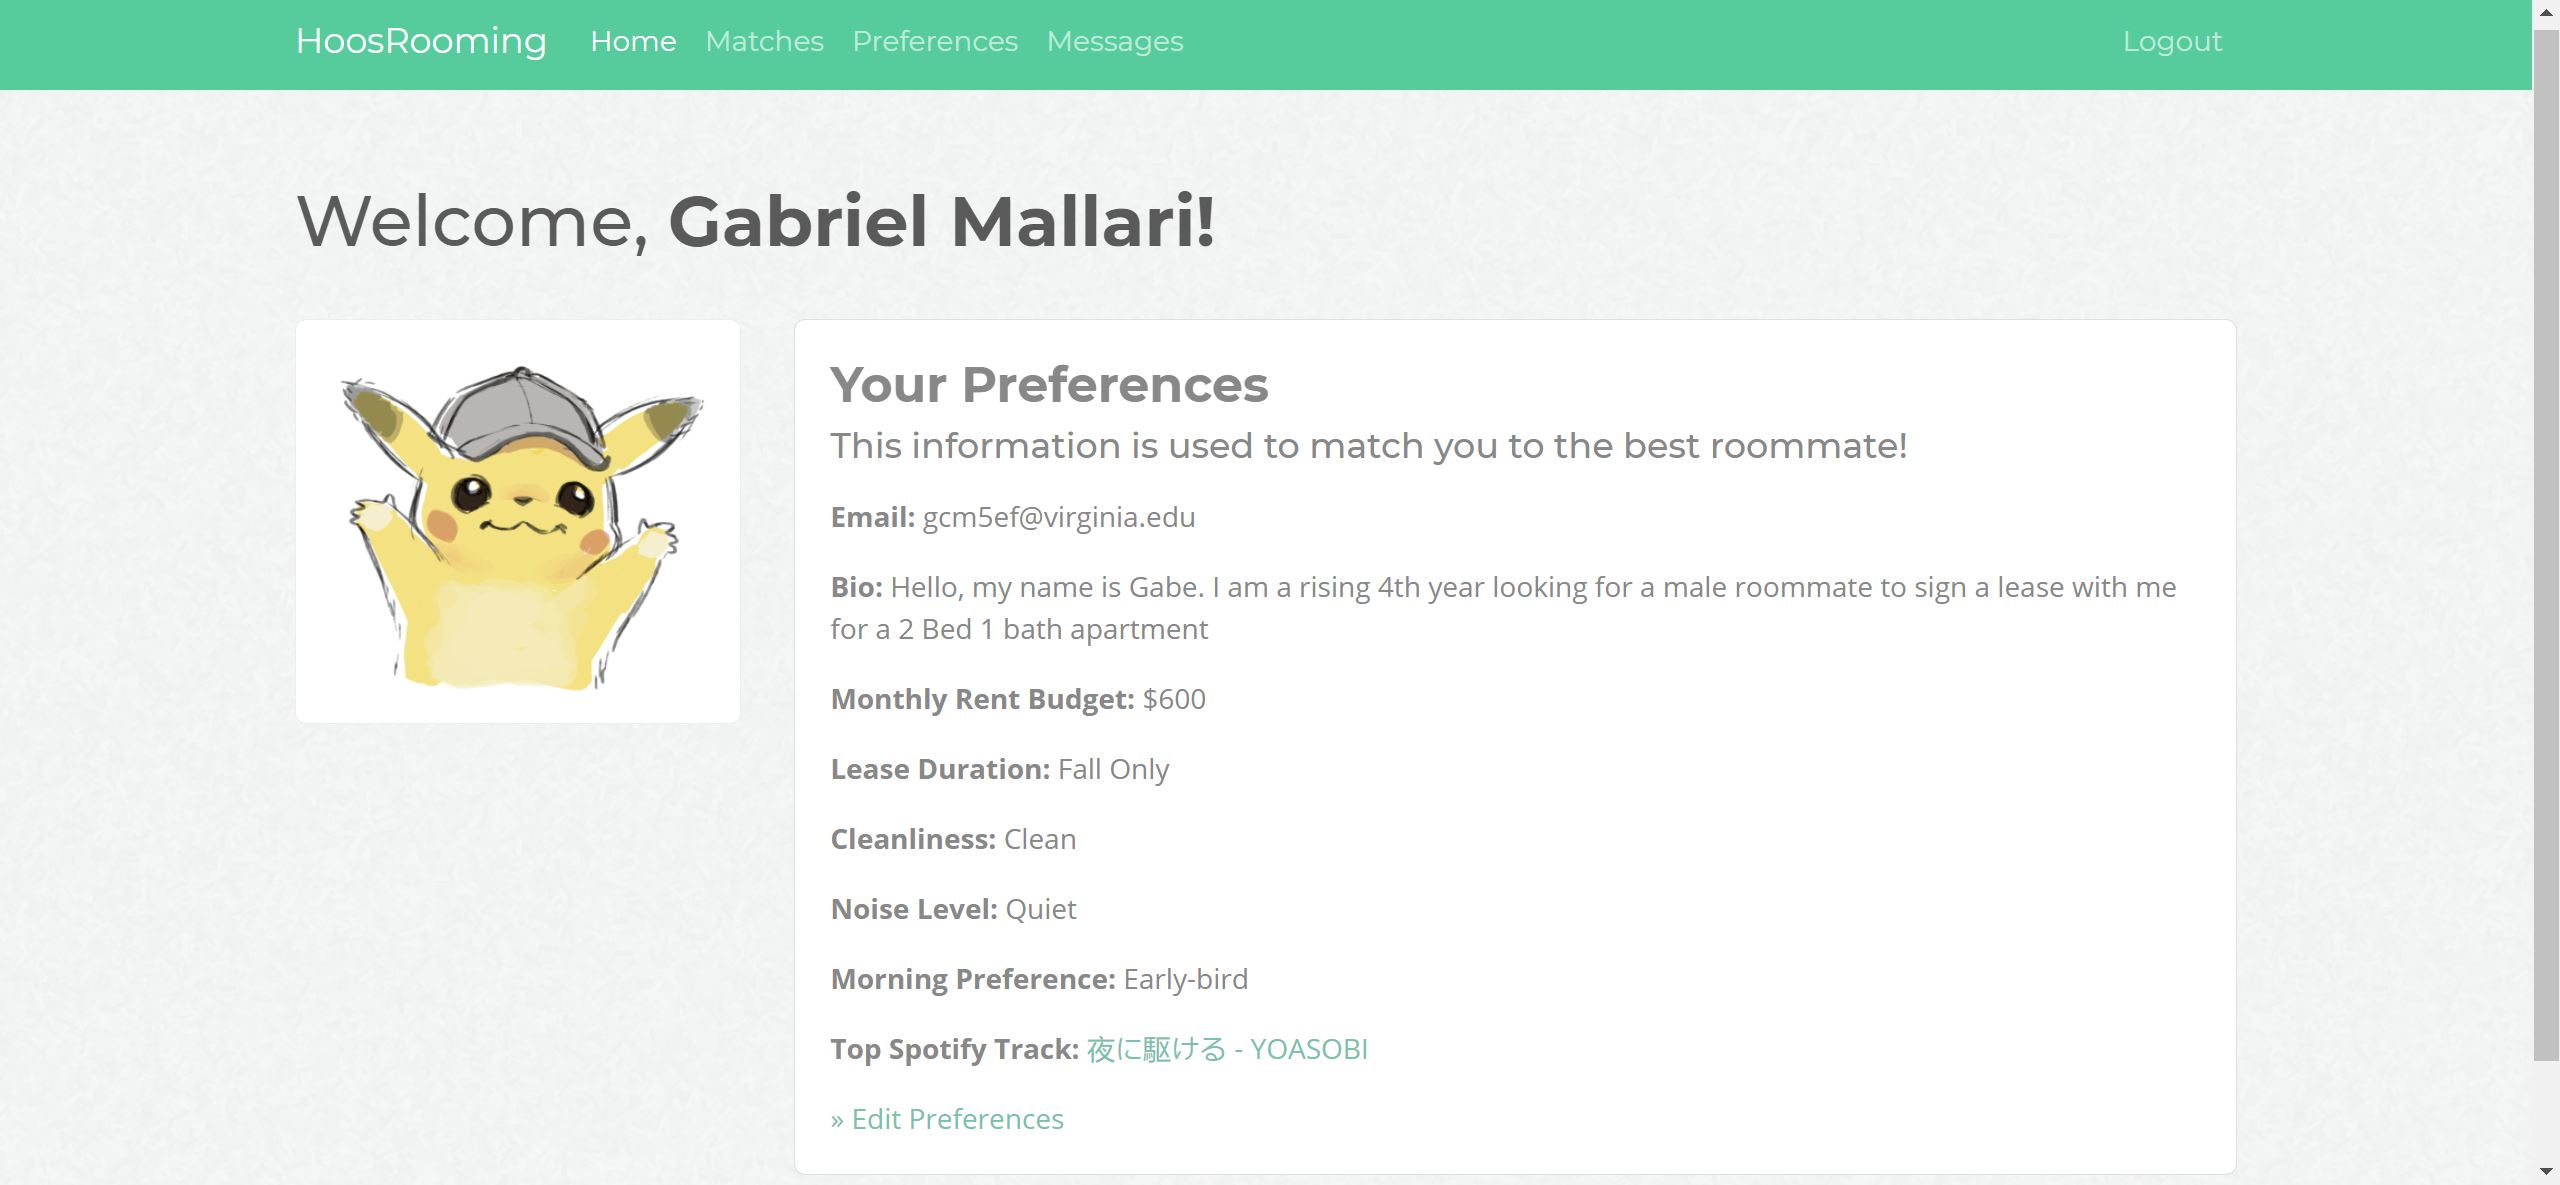 HoosRooming Home Matches Preferences Messages Logout
Welcome, Gabriel Mallari!
Your Preferences
This information is used to match you to the best roommate!
Email: gcm5ef@virginia.edu
Bio: Hello, my name is Gabe. I am a rising 4th year looking for a male roommate to sign a lease with me
for a 2 Bed 1 bath apartment
Monthly Rent Budget: $600
Lease Duration: Fall Only
Cleanliness: Clean
Noise Level: Quiet
Morning Preference: Early-bird
Top Spotify Track: 夜に駆ける - YOASOBI
» Edit Preferences